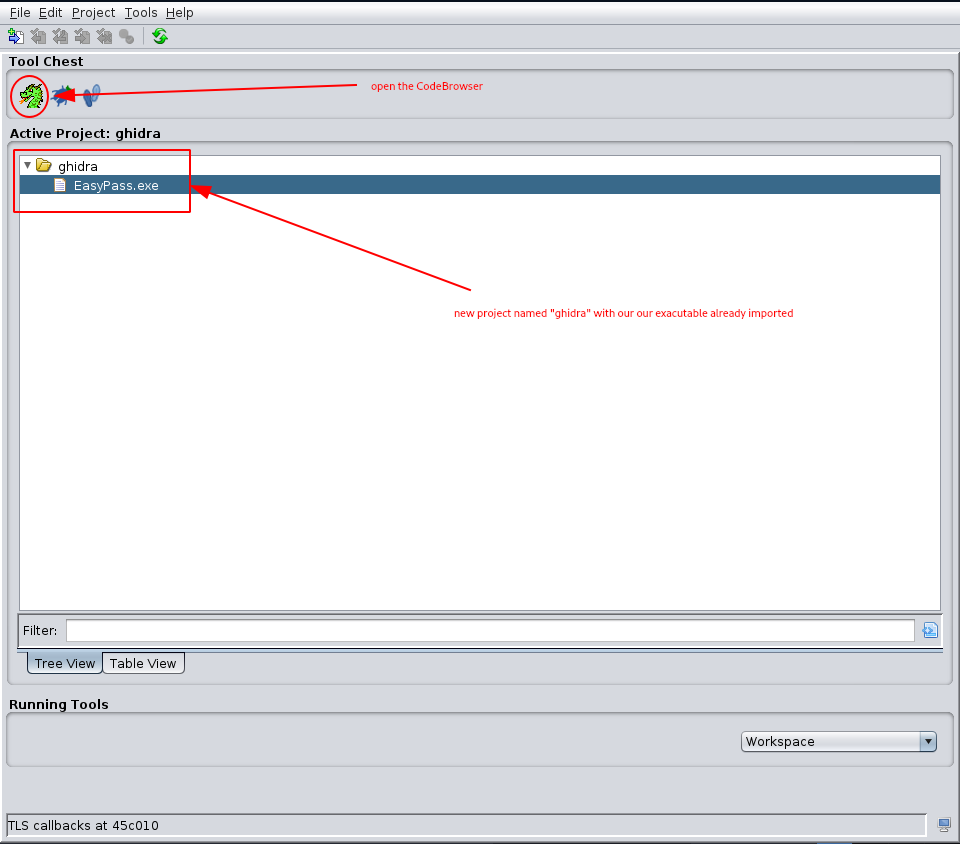 File Edit Project Tools Help
Tool Chest
open the CodeBrowser
Active Project: ghidra
ghidra
EasyPass.exe
new project named "ghidra" with our our exacutable already imported
Filter:
Tree View Table View
Running Tools
Workspace
TLS callbacks at 45c010